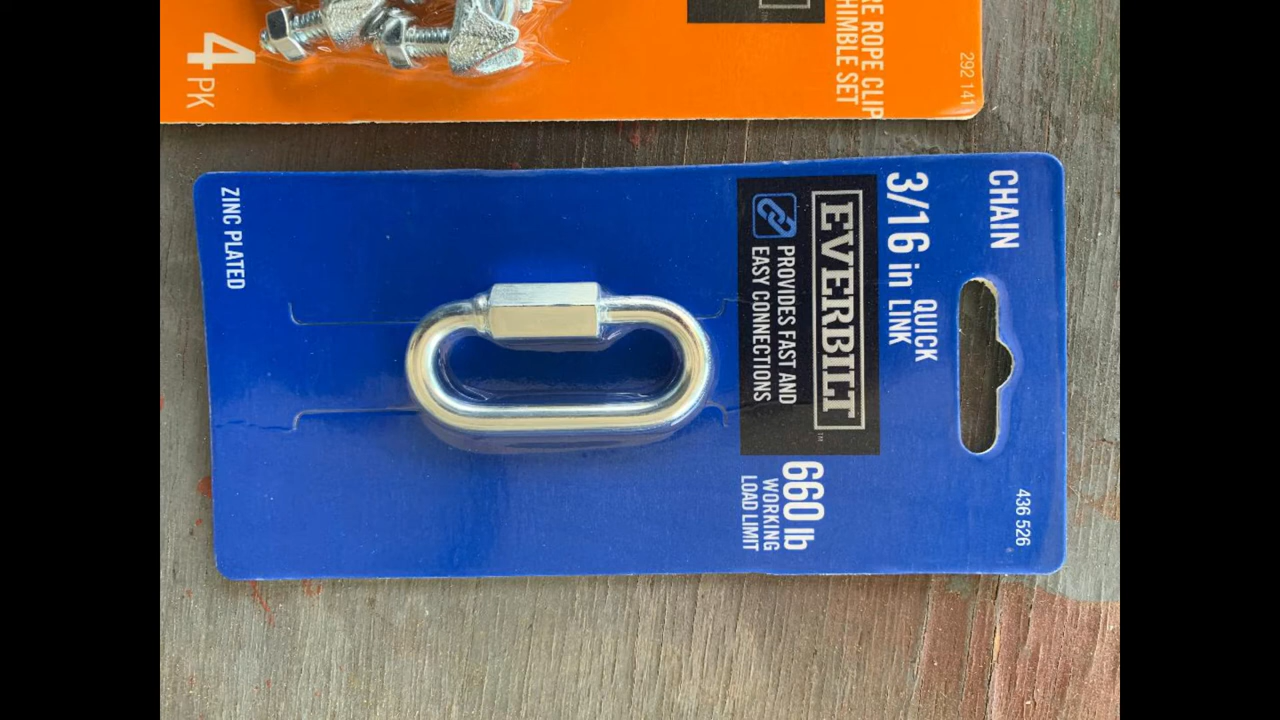 4 PK
RE ROPE CLIP
HIMBLE SET
292 141
CHAIN
3/16 in QUICK
LINK
EVERBILT™
PROVIDES FAST AND
EASY CONNECTIONS
660 lb
WORKING
LOAD LIMIT
436 526
ZINC PLATED